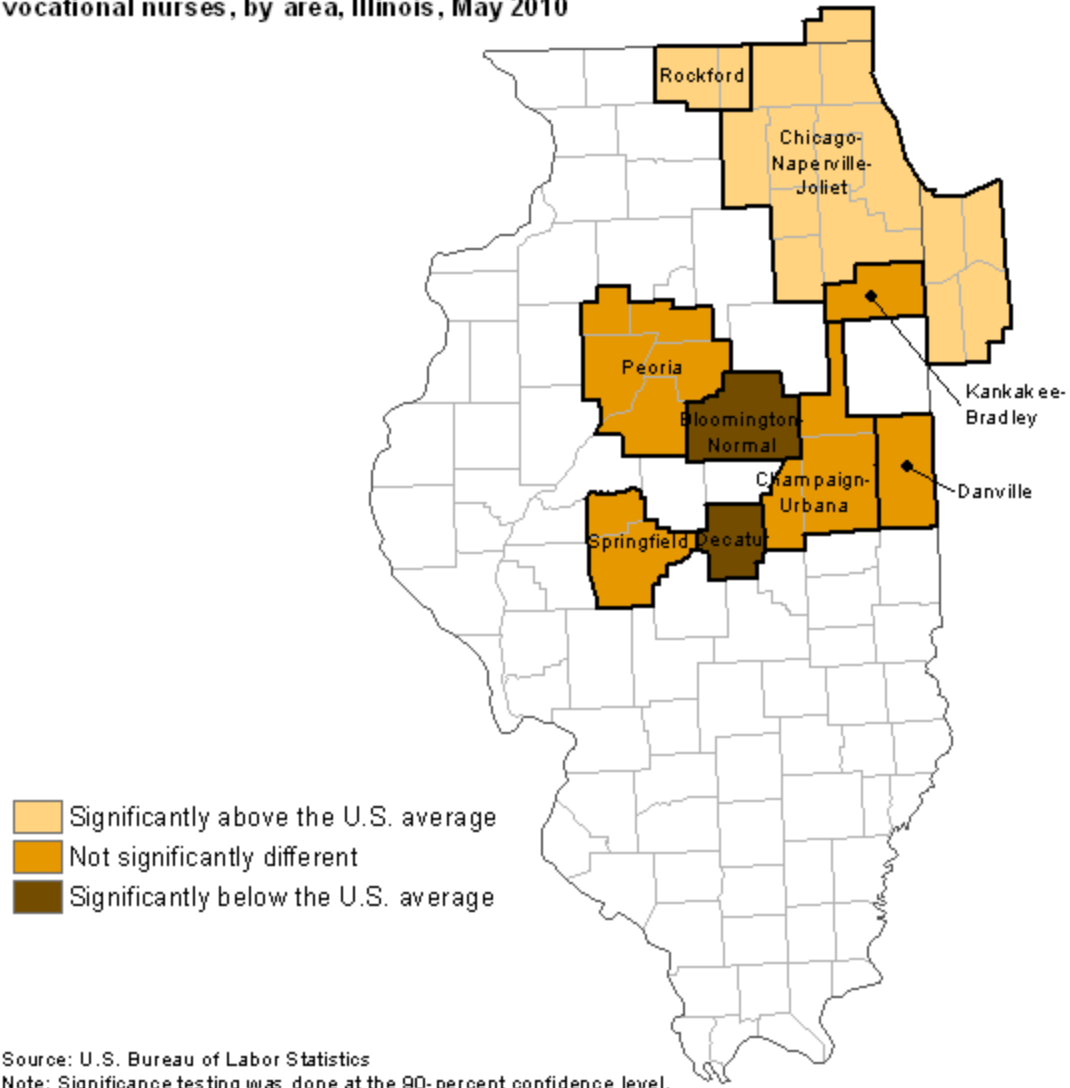 vocational nurses, by area, Illinois, May 2010
Rockford
Chicago-
Naperville-
Joliet
Peoria
Kankakee-
Bradley
Bloomington-
Normal
Champaign-
Urbana
Danville
Springfield
Decatur
Significantly above the U.S. average
Not significantly different
Significantly below the U.S. average
Source: U.S. Bureau of Labor Statistics
Note: Significance testing was done at the 90-percent confidence level.